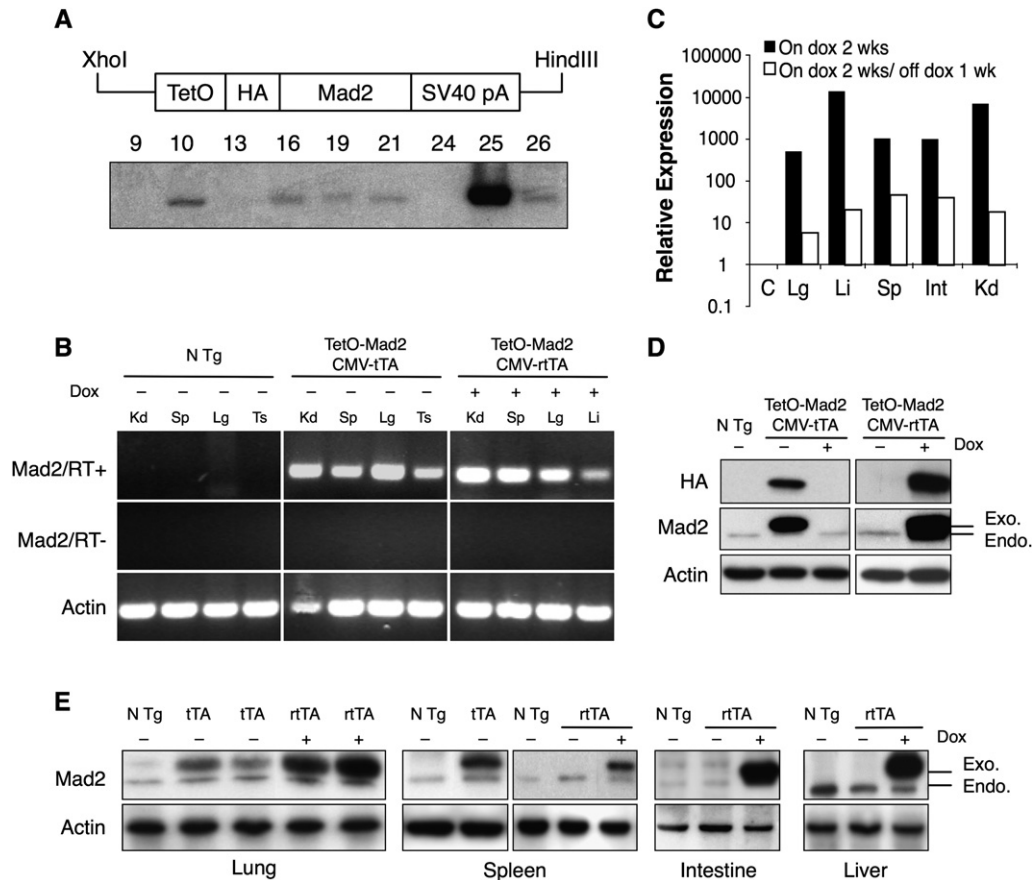 A
XhoI
HindIII
TetO HA Mad2 SV40 pA
9 10 13 16 19 21 24 25 26
B
N Tg
TetO-Mad2
CMV-tTA
TetO-Mad2
CMV-rtTA
Dox – – – – – – – – + + + +
Kd Sp Lg Ts Kd Sp Lg Ts Kd Sp Lg Li
Mad2/RT+
Mad2/RT-
Actin
C
On dox 2 wks
On dox 2 wks/ off dox 1 wk
Relative Expression
100000
10000
1000
100
10
1
0.1
C Lg Li Sp Int Kd
D
N Tg
TetO-Mad2
CMV-tTA
TetO-Mad2
CMV-rtTA
– – + – + Dox
HA
Mad2
Exo.
Endo.
Actin
E
N Tg tTA tTA rtTA rtTA
– – – + +
N Tg tTA N Tg rtTA
– – – – +
N Tg rtTA
– – +
N Tg rtTA
– – + Dox
Mad2
Exo.
Endo.
Actin
Lung Spleen Intestine Liver